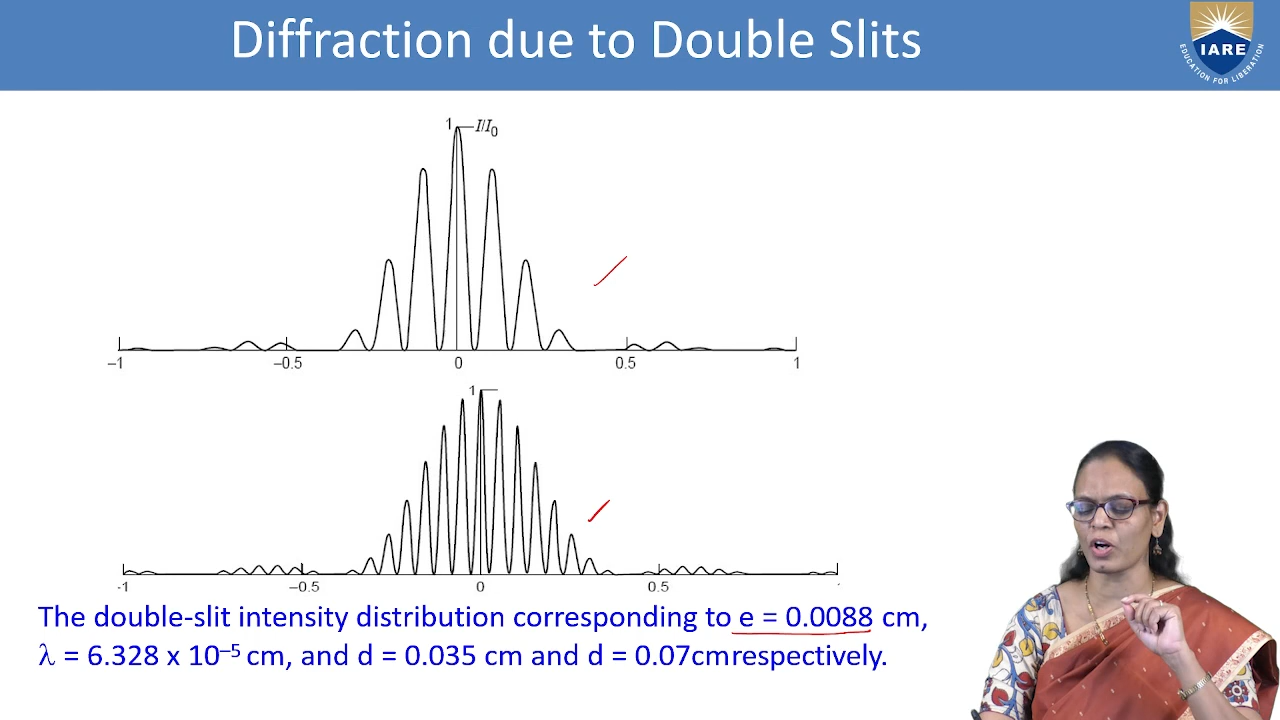 Diffraction due to Double Slits
IARE
EDUCATION FOR LIBERATION
1 I/I₀
–1 –0.5 0 0.5 1
1
-1 –0.5 0 0.5
The double-slit intensity distribution corresponding to e = 0.0088 cm,
λ = 6.328 x 10⁻⁵ cm, and d = 0.035 cm and d = 0.07cmrespectively.